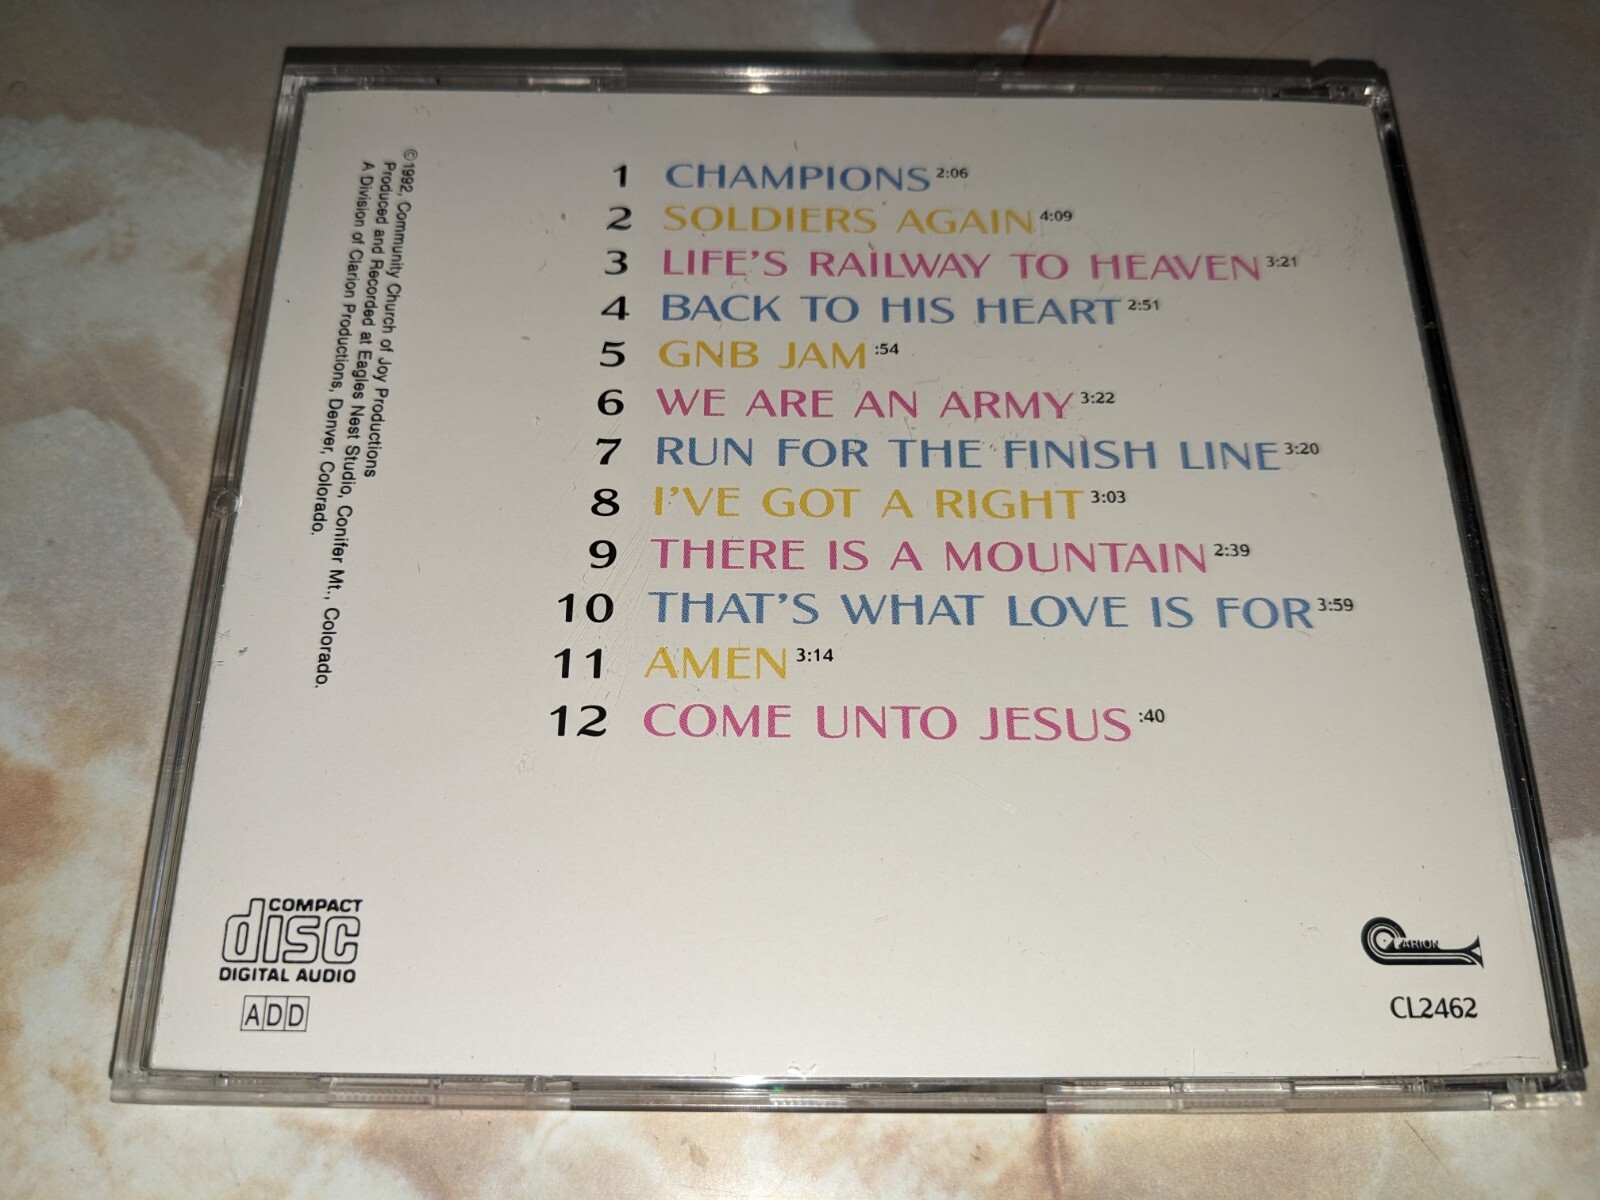 ©1992, Community Church of Joy Productions
Produced and Recorded at Eagles Nest Studio, Conifer Mt., Colorado.
A Division of Clarion Productions, Denver, Colorado.
1 CHAMPIONS 2:06
2 SOLDIERS AGAIN 4:09
3 LIFE'S RAILWAY TO HEAVEN 3:21
4 BACK TO HIS HEART 2:51
5 GNB JAM :54
6 WE ARE AN ARMY 3:22
7 RUN FOR THE FINISH LINE 3:20
8 I'VE GOT A RIGHT 3:03
9 THERE IS A MOUNTAIN 2:39
10 THAT'S WHAT LOVE IS FOR 3:59
11 AMEN 3:14
12 COME UNTO JESUS :40
COMPACT
disc
DIGITAL AUDIO
ADD
CLARION
CL2462